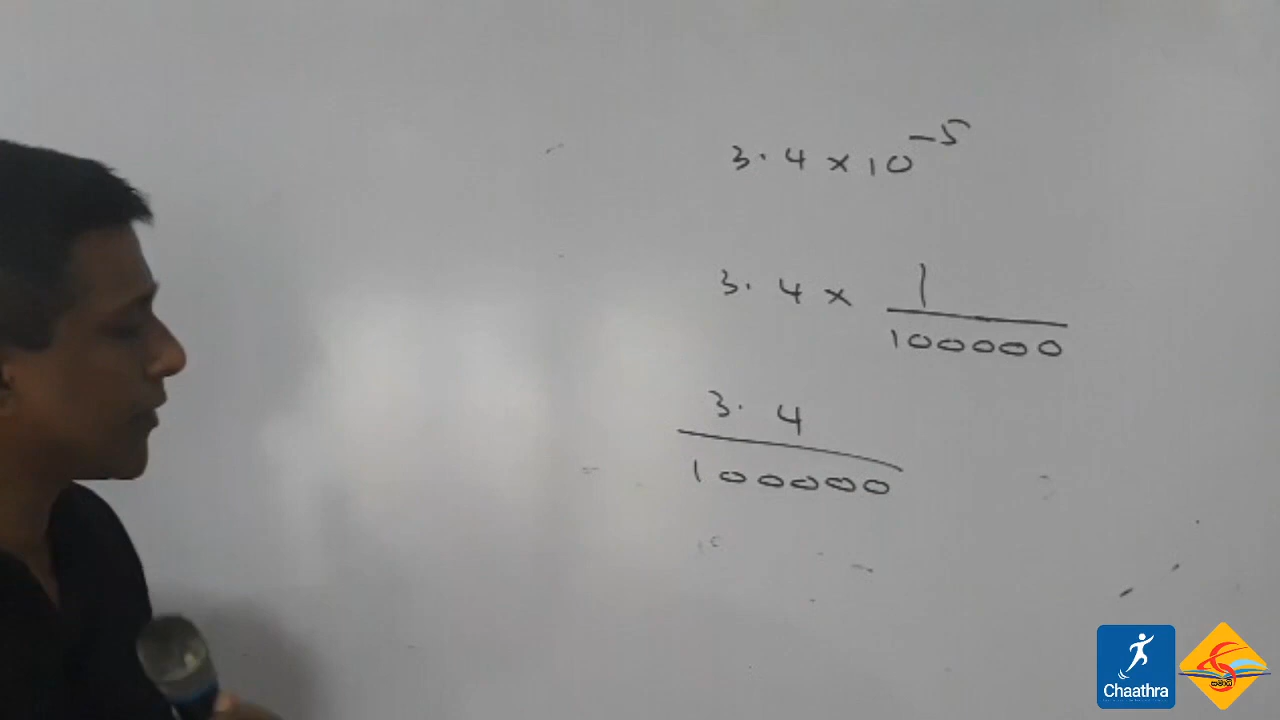 3.4 x 10⁻⁵
3.4 x 1
100000
3.4
100000
Chaathra